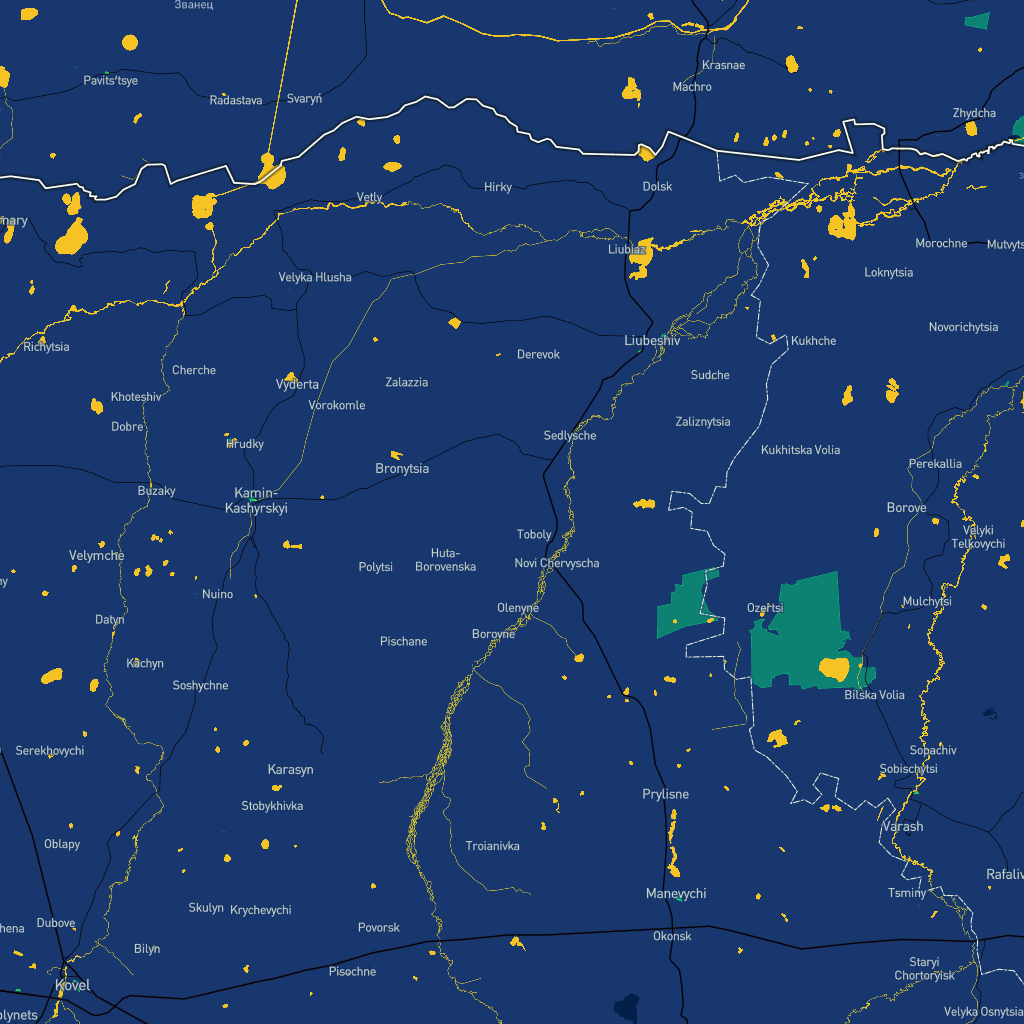 Званец
Krasnae
Pavits'tsye
Machro
Radastava
Svaryń
Zhydcha
Hirky
Dolsk
Vetly
Morochne
Liubiaz
Loknytsia
Velyka Hlusha
Novorichytsia
Liubeshiv
Kukhche
Richytsia
Derevok
Cherche
Sudche
Vyderta
Zalazzia
Khoteshiv
Vorokomle
Zaliznytsia
Dobre
Sedlysche
Hrudky
Kukhitska Volia
Perekallia
Bronytsia
Buzaky
Kamin-
Kashyrskyi
Borove
Toboly
Velyki
Telkovychi
Velymche
Huta-
Borovenska
Polytsi
Novi Chervyscha
Nuino
Mulchytsi
Olenyne
Ozertsi
Datyn
Borovne
Pischane
Kachyn
Soshychne
Bilska Volia
Serekhovychi
Sopachiv
Karasyn
Sobischytsi
Prylisne
Stobykhivka
Varash
Oblapy
Troianivka
Manevychi
Tsminy
Skulyn
Krychevychi
Dubove
Povorsk
Okonsk
Bilyn
Staryi
Chortoryisk
Pisochne
Kovel
Velyka Osnytsia